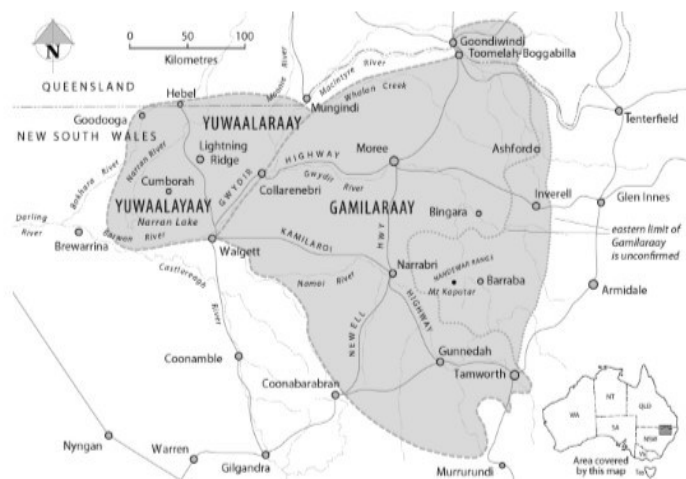 N
0 50 100
Kilometres
QUEENSLAND
NEW SOUTH WALES
Goondiwindi
Toomelah-Boggabilla
Hebel
Goodooga
Mungindi
Moonie River
MacIntyre River
Whalan Creek
YUWAALARAAY
Lightning
Ridge
Narran River
Bokhara River
Cumborah
YUWAALAYAAY
Narran Lake
Darling
River
Brewarrina
Barwon River
Walgett
GWYDIR HIGHWAY
Collarenebri
Gwydir River
Moree
Ashford
Tenterfield
Inverell
Glen Innes
GAMILARAAY
Bingara
eastern limit of
Gamilaraay
is unconfirmed
KAMILAROI
HIGHWAY
Namoi River
NEWELL
HWY
Narrabri
NANDEWAR RANGE
Mt Kaputar
Barraba
Armidale
Castlereagh
River
Coonamble
Coonabarabran
Gunnedah
Tamworth
Nyngan
Warren
Gilgandra
Murrurundi
WA
NT
QLD
SA
NSW
Area covered
by this map